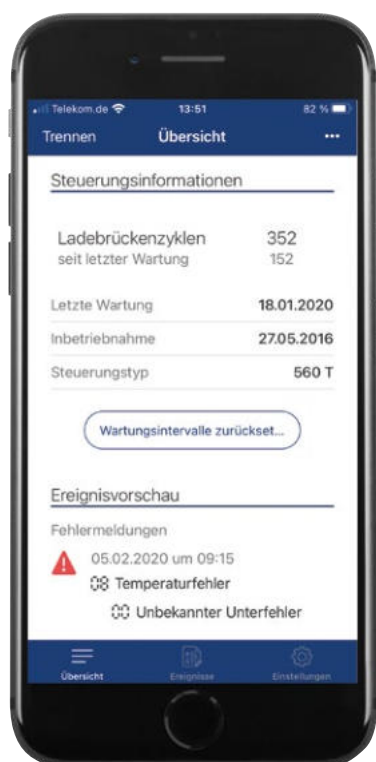 Telekom.de 13:51 82 %
Trennen Übersicht •••
Steuerungsinformationen
Ladebrückenzyklen 352
seit letzter Wartung 152
Letzte Wartung 18.01.2020
Inbetriebnahme 27.05.2016
Steuerungstyp 560 T
Wartungsintervalle zurückset...
Ereignisvorschau
Fehlermeldungen
05.02.2020 um 09:15
08 Temperaturfehler
00 Unbekannter Unterfehler
Übersicht Ereignisse Einstellungen